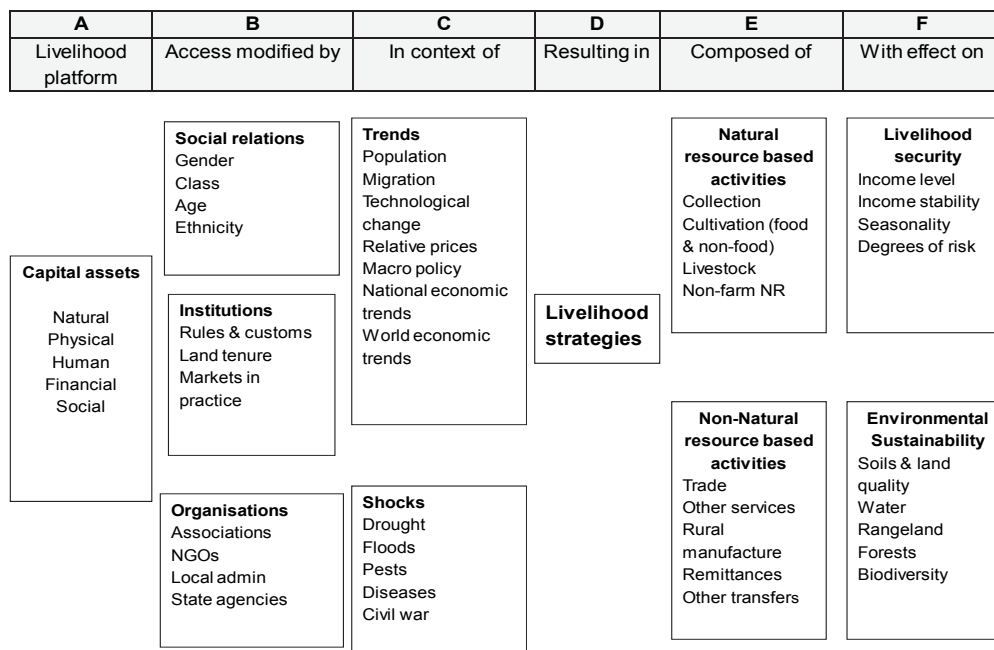 A
B
C
D
E
F
Livelihood
platform
Access modified by
In context of
Resulting in
Composed of
With effect on
Capital assets
Natural
Physical
Human
Financial
Social
Social relations
Gender
Class
Age
Ethnicity
Institutions
Rules & customs
Land tenure
Markets in
practice
Organisations
Associations
NGOs
Local admin
State agencies
Trends
Population
Migration
Technological
change
Relative prices
Macro policy
National economic
trends
World economic
trends
Shocks
Drought
Floods
Pests
Diseases
Civil war
Livelihood
strategies
Natural
resource based
activities
Collection
Cultivation (food
& non-food)
Livestock
Non-farm NR
Non-Natural
resource based
activities
Trade
Other services
Rural
manufacture
Remittances
Other transfers
Livelihood
security
Income level
Income stability
Seasonality
Degrees of risk
Environmental
Sustainability
Soils & land
quality
Water
Rangeland
Forests
Biodiversity